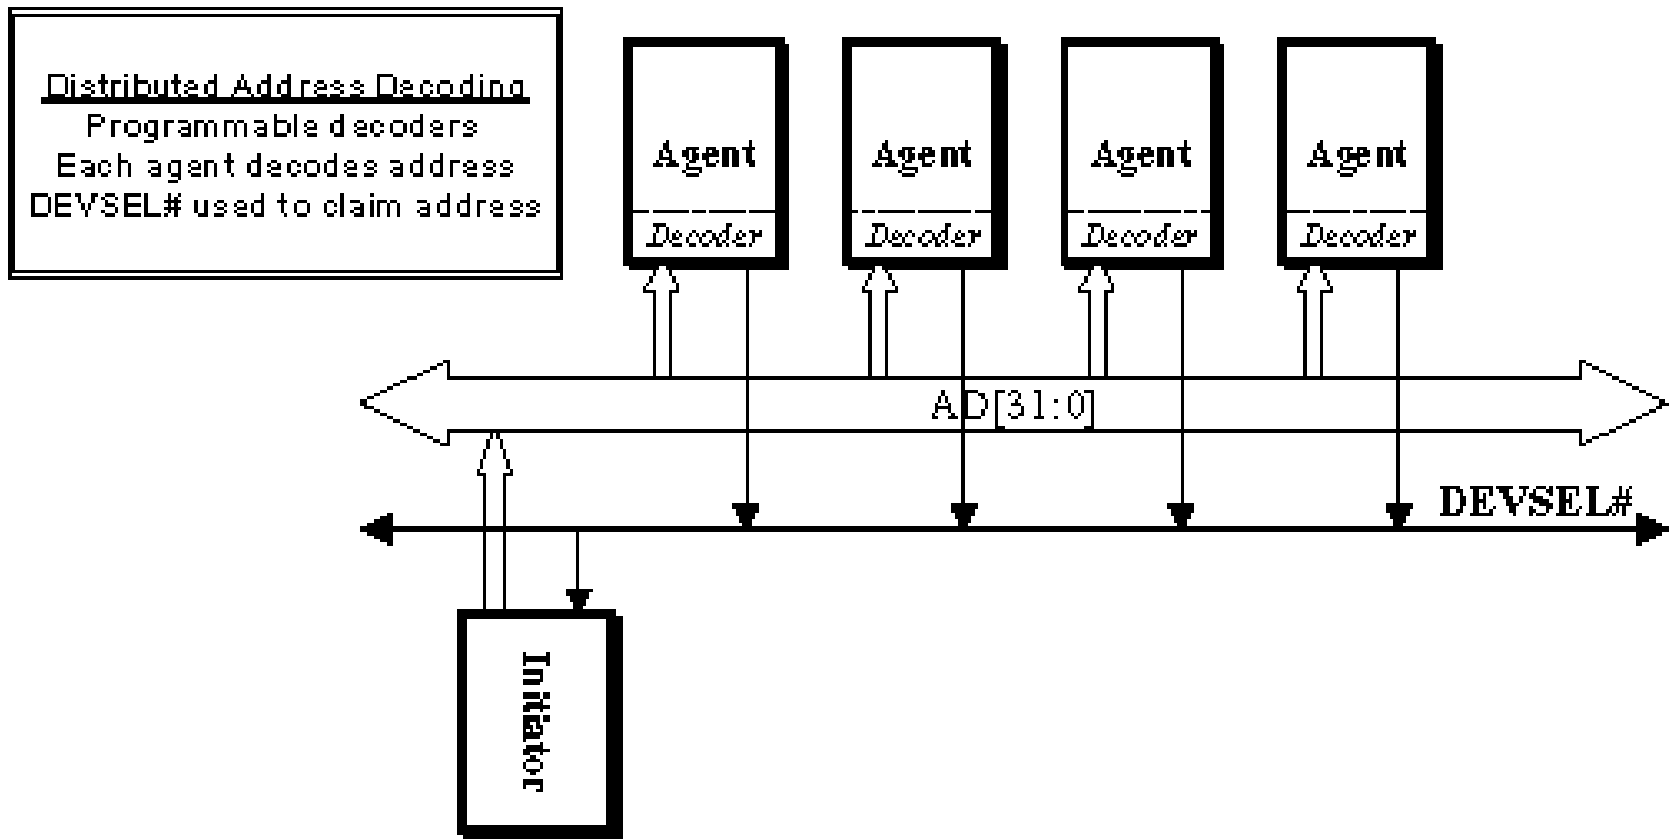 Distributed Address Decoding
Programmable decoders
Each agent decodes address
DEVSEL# used to claim address
Agent
Decoder
Agent
Decoder
Agent
Decoder
Agent
Decoder
AD[31:0]
DEVSEL#
Initiator